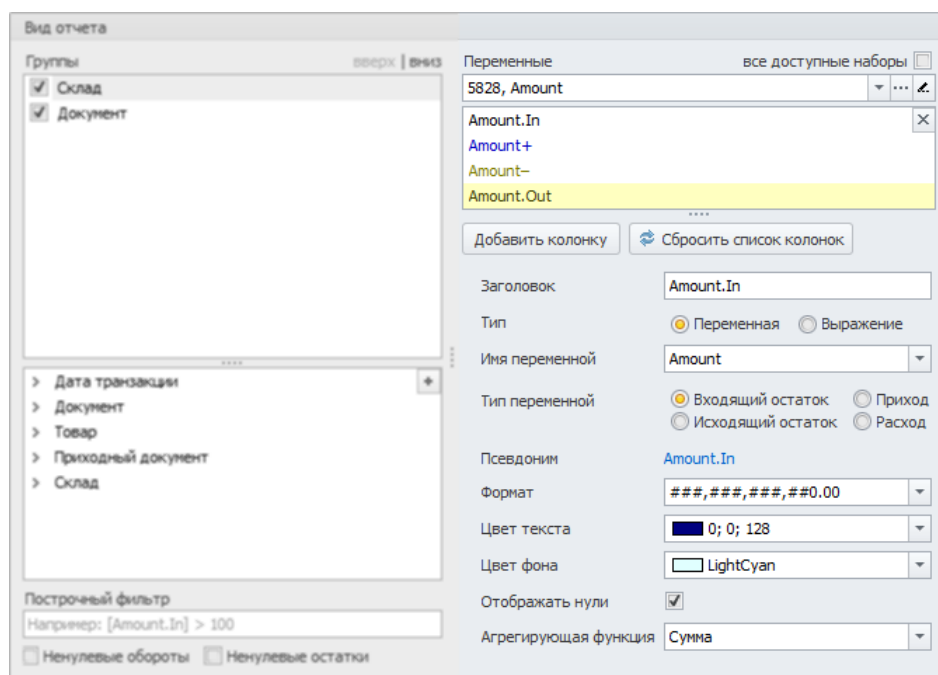 Вид отчета
Группы вверх | вниз
Склад
Документ
Дата транзакции
Документ
Товар
Приходный документ
Склад
Построчный фильтр
Например: [Amount.In] > 100
Ненулевые обороты Ненулевые остатки
Переменные все доступные наборы
5828, Amount
Amount.In
Amount+
Amount–
Amount.Out
Добавить колонку Сбросить список колонок
Заголовок Amount.In
Тип Переменная Выражение
Имя переменной Amount
Тип переменной Входящий остаток Приход
Исходящий остаток Расход
Псевдоним Amount.In
Формат ###,###,###,##0.00
Цвет текста 0; 0; 128
Цвет фона LightCyan
Отображать нули
Агрегирующая функция Сумма